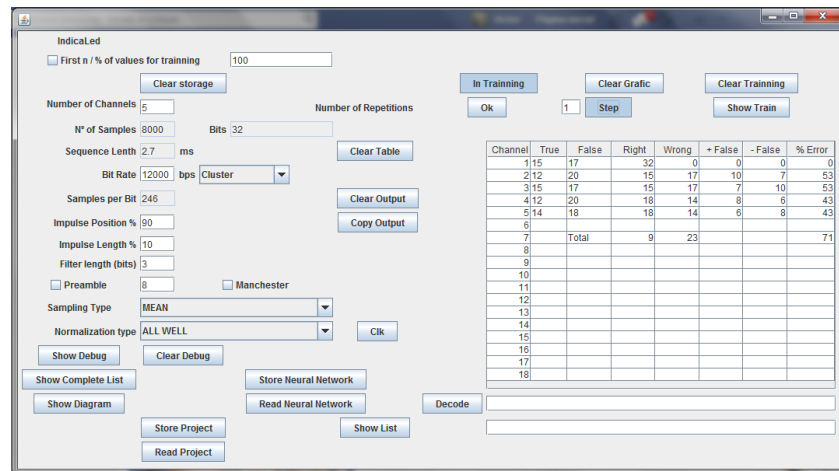 IndicaLed
First n / % of values for trainning 100
Clear storage In Trainning Clear Grafic Clear Trainning
Number of Channels 5 Number of Repetitions Ok 1 Step Show Train
Nº of Samples 8000 Bits 32
Sequence Lenth 2.7 ms Clear Table
Bit Rate 12000 bps Cluster
Samples per Bit 246 Clear Output
Impulse Position % 90 Copy Output
Impulse Length % 10
Filter length (bits) 3
Preamble 8 Manchester
Sampling Type MEAN
Normalization type ALL WELL Clk
Show Debug Clear Debug
Show Complete List Store Neural Network
Show Diagram Read Neural Network Decode
Store Project Show List
Read Project
Channel True False Right Wrong + False - False % Error
1 15 17 32 0 0 0 0
2 12 20 15 17 10 7 53
3 15 17 15 17 7 10 53
4 12 20 18 14 8 6 43
5 14 18 18 14 6 8 43
6
7 Total 9 23 71
8
9
10
11
12
13
14
15
16
17
18